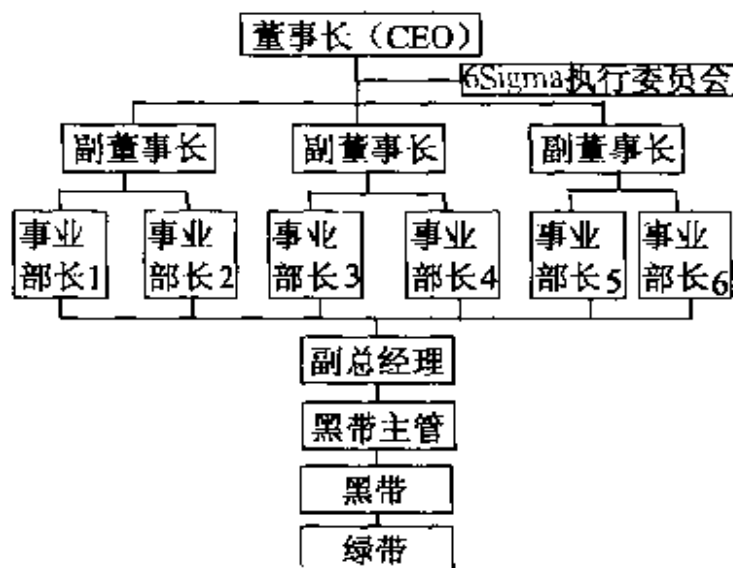 董事长（CEO）
6Sigma执行委员会
副董事长
副董事长
副董事长
事业
部长1
事业
部长2
事业
部长3
事业
部长4
事业
部长5
事业
部长6
副总经理
黑带主管
黑带
绿带